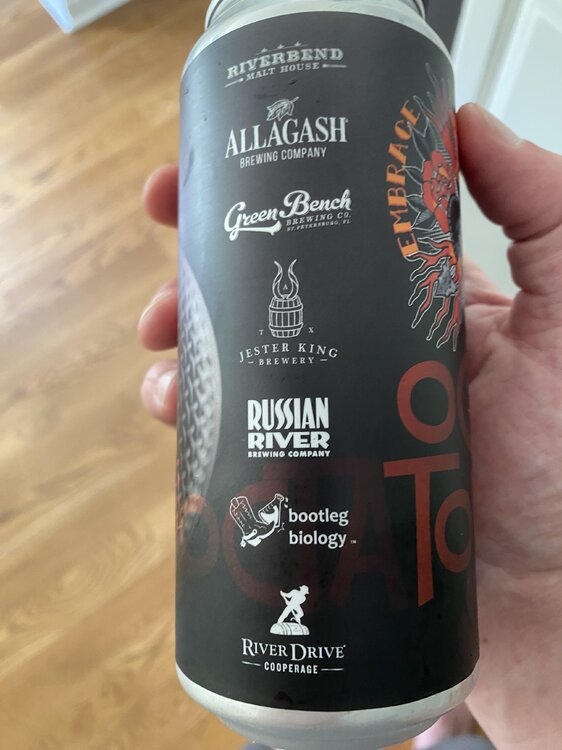 RIVERBEND
MALT HOUSE
ALLAGASH
BREWING COMPANY
Green Bench
BREWING CO.
ST. PETERSBURG, FL
T X
JESTER KING
BREWERY
RUSSIAN
RIVER
BREWING COMPANY
bootleg
biology™
RIVER DRIVE
COOPERAGE
EMBRACE